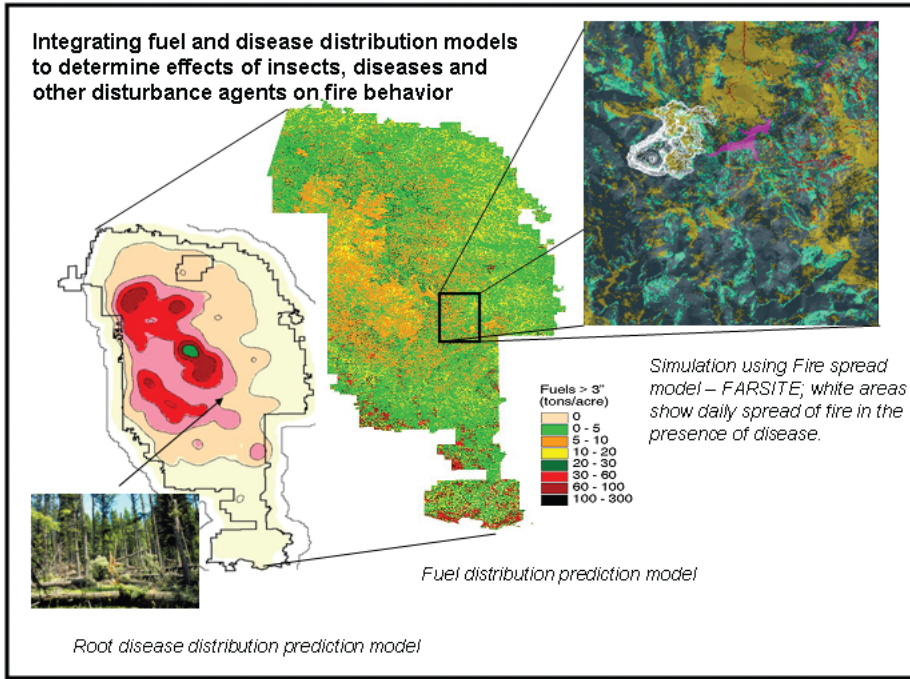 Integrating fuel and disease distribution models
to determine effects of insects, diseases and
other disturbance agents on fire behavior
Simulation using Fire spread
model – FARSITE; white areas
show daily spread of fire in the
presence of disease.
Fuels > 3"
(tons/acre)
0
0 - 5
5 - 10
10 - 20
20 - 30
30 - 60
60 - 100
100 - 300
Fuel distribution prediction model
Root disease distribution prediction model